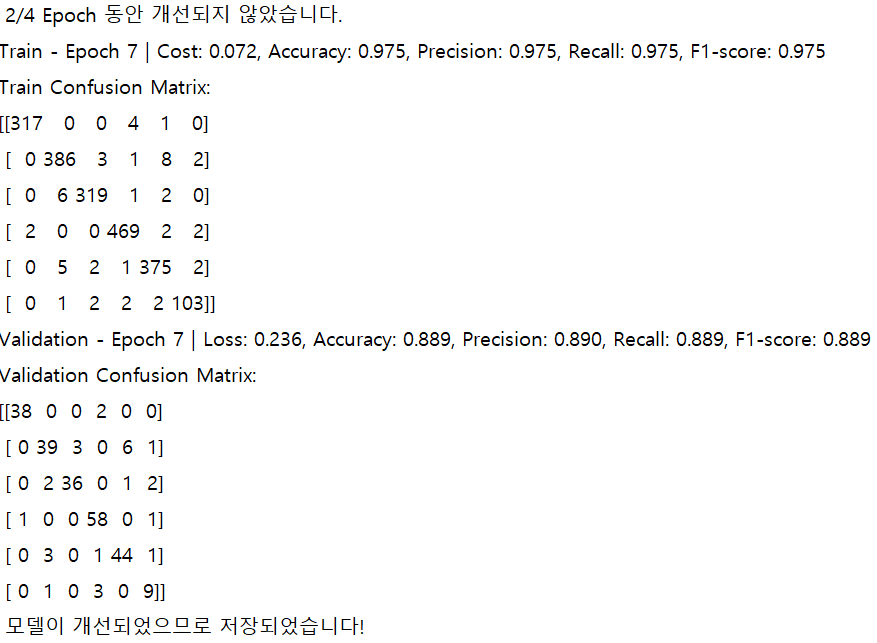 2/4 Epoch 동안 개선되지 않았습니다.
Train - Epoch 7 | Cost: 0.072, Accuracy: 0.975, Precision: 0.975, Recall: 0.975, F1-score: 0.975
Train Confusion Matrix:
[[317 0 0 4 1 0]
[ 0 386 3 1 8 2]
[ 0 6 319 1 2 0]
[ 2 0 0 469 2 2]
[ 0 5 2 1 375 2]
[ 0 1 2 2 2 103]]
Validation - Epoch 7 | Loss: 0.236, Accuracy: 0.889, Precision: 0.890, Recall: 0.889, F1-score: 0.889
Validation Confusion Matrix:
[[38 0 0 2 0 0]
[ 0 39 3 0 6 1]
[ 0 2 36 0 1 2]
[ 1 0 0 58 0 1]
[ 0 3 0 1 44 1]
[ 0 1 0 3 0 9]]
모델이 개선되었으므로 저장되었습니다!